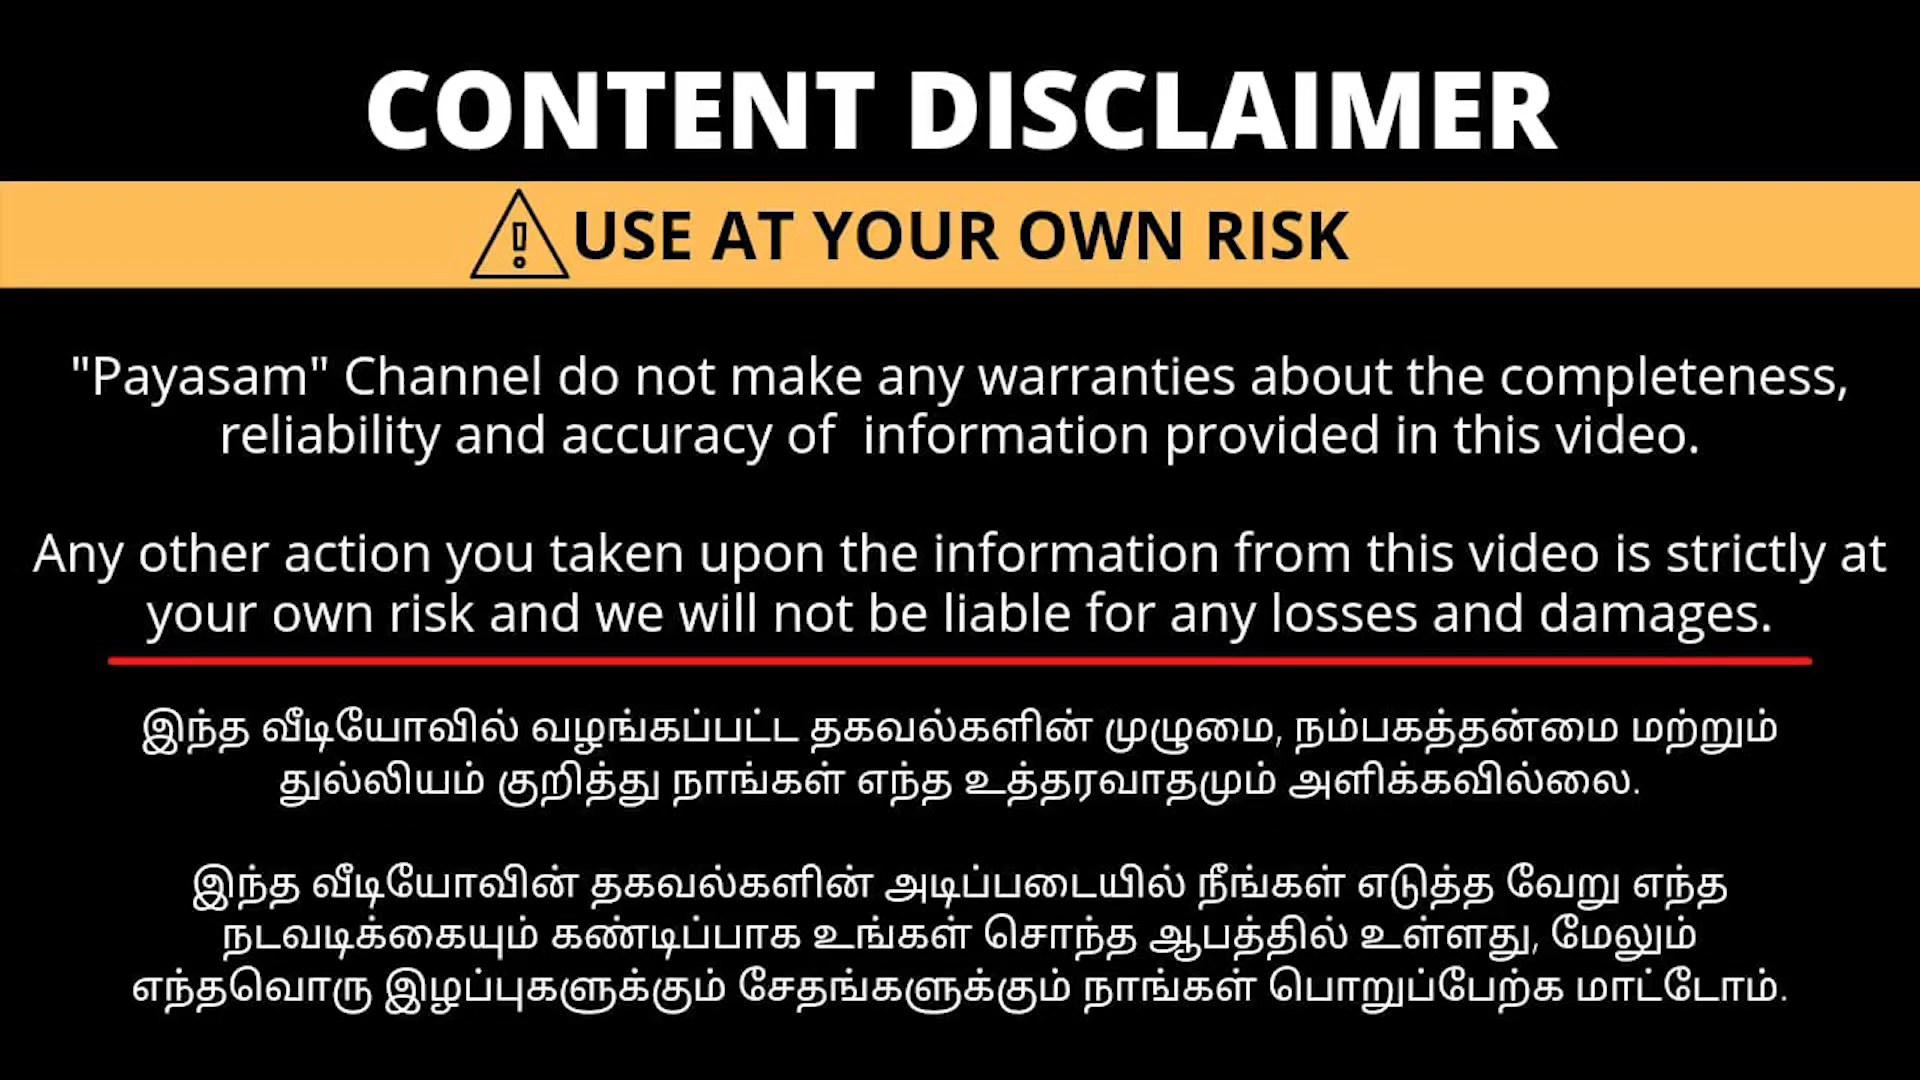 CONTENT DISCLAIMER
USE AT YOUR OWN RISK
"Payasam" Channel do not make any warranties about the completeness,
reliability and accuracy of  information provided in this video.
Any other action you taken upon the information from this video is strictly at
your own risk and we will not be liable for any losses and damages.
இந்த வீடியோவில் வழங்கப்பட்ட தகவல்களின் முழுமை, நம்பகத்தன்மை மற்றும்
துல்லியம் குறித்து நாங்கள் எந்த உத்தரவாதமும் அளிக்கவில்லை.
இந்த வீடியோவின் தகவல்களின் அடிப்படையில் நீங்கள் எடுத்த வேறு எந்த
நடவடிக்கையும் கண்டிப்பாக உங்கள் சொந்த ஆபத்தில் உள்ளது, மேலும்
எந்தவொரு இழப்புகளுக்கும் சேதங்களுக்கும் நாங்கள் பொறுப்பேற்க மாட்டோம்.